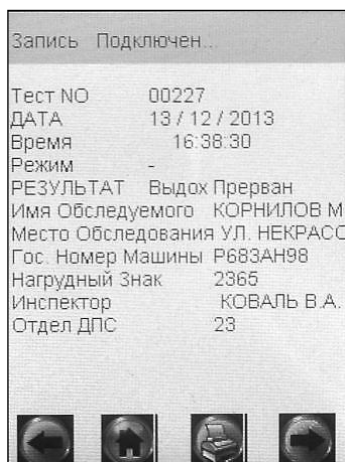 Запись Подключен...
Тест NO 00227
ДАТА 13 / 12 / 2013
Время 16:38:30
Режим -
РЕЗУЛЬТАТ Выдох Прерван
Имя Обследуемого КОРНИЛОВ М
Место Обследования УЛ. НЕКРАСО
Гос. Номер Машины Р683АН98
Нагрудный Знак 2365
Инспектор КОВАЛЬ В.А.
Отдел ДПС 23